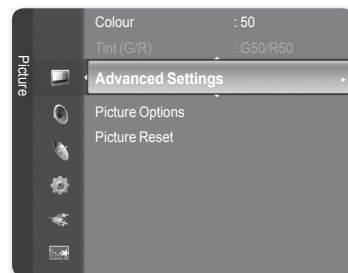 Picture
Colour : 50
Tint (G/R) : G50/R50
Advanced Settings
Picture Options
Picture Reset